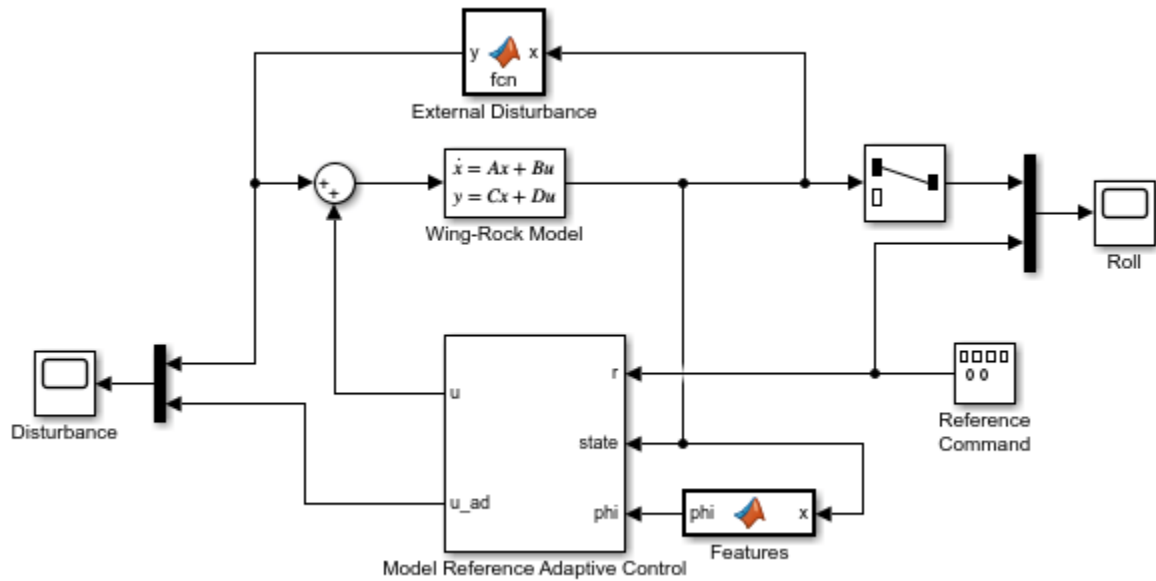 y
x
fcn
External Disturbance
+
+
ẋ = Ax + Bu
y = Cx + Du
Wing-Rock Model
Roll
r
u
state
u_ad
phi
phi
x
Features
Model Reference Adaptive Control
Reference
Command
Disturbance